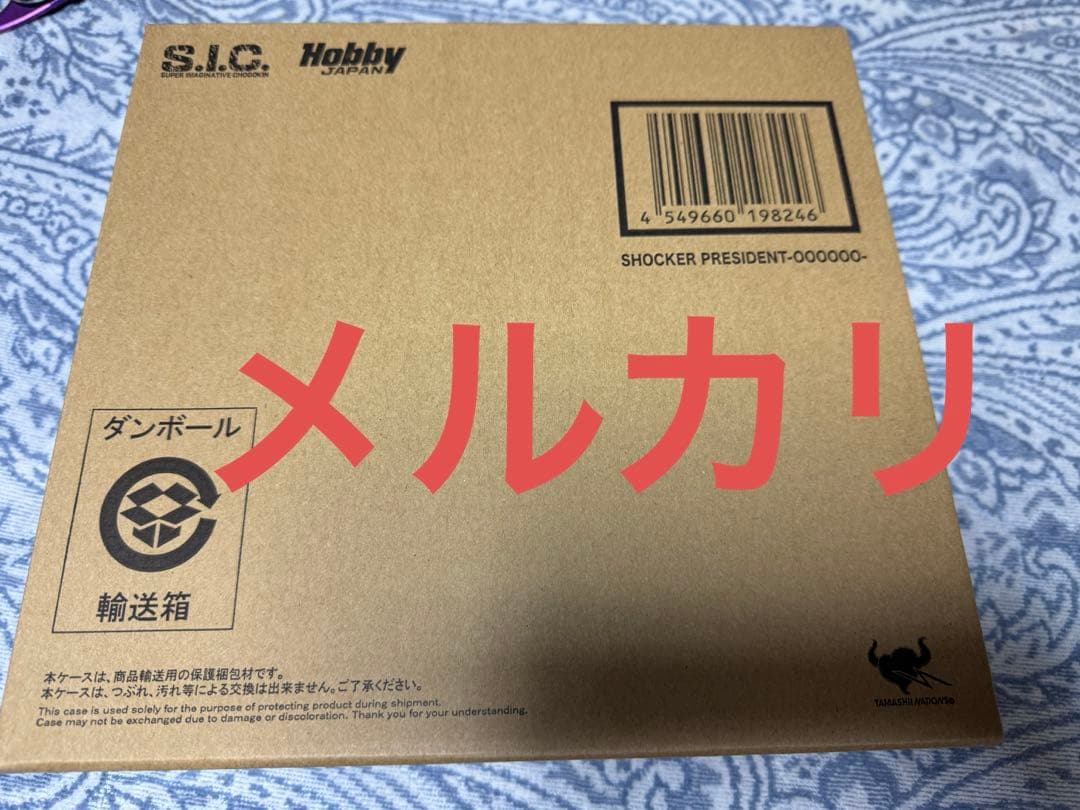 S.I.C.
SUPER IMAGINATIVE CHOGOKIN
Hobby
JAPAN
4 549660 198246
SHOCKER PRESIDENT-OOOOOO-
メルカリ
ダンボール
輸送箱
本ケースは、商品輸送用の保護梱包材です。
本ケースは、つぶれ、汚れ等による交換は出来ません。ご了承ください。
This case is used solely for the purpose of protecting product during shipment.
Case may not be exchanged due to damage or discoloration. Thank you for your understanding.
TAMASHII NATIONS®